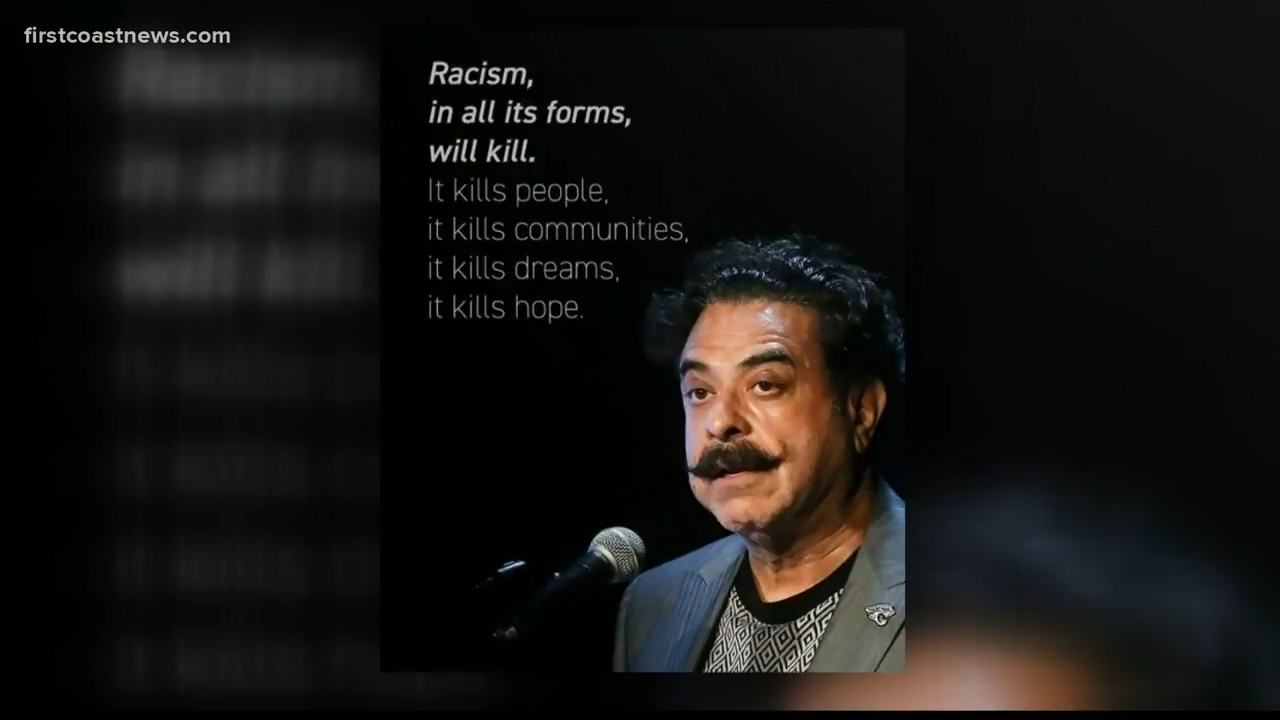 firstcoastnews.com
Racism,
in all its forms,
will kill.
It kills people,
it kills communities,
it kills dreams,
it kills hope.